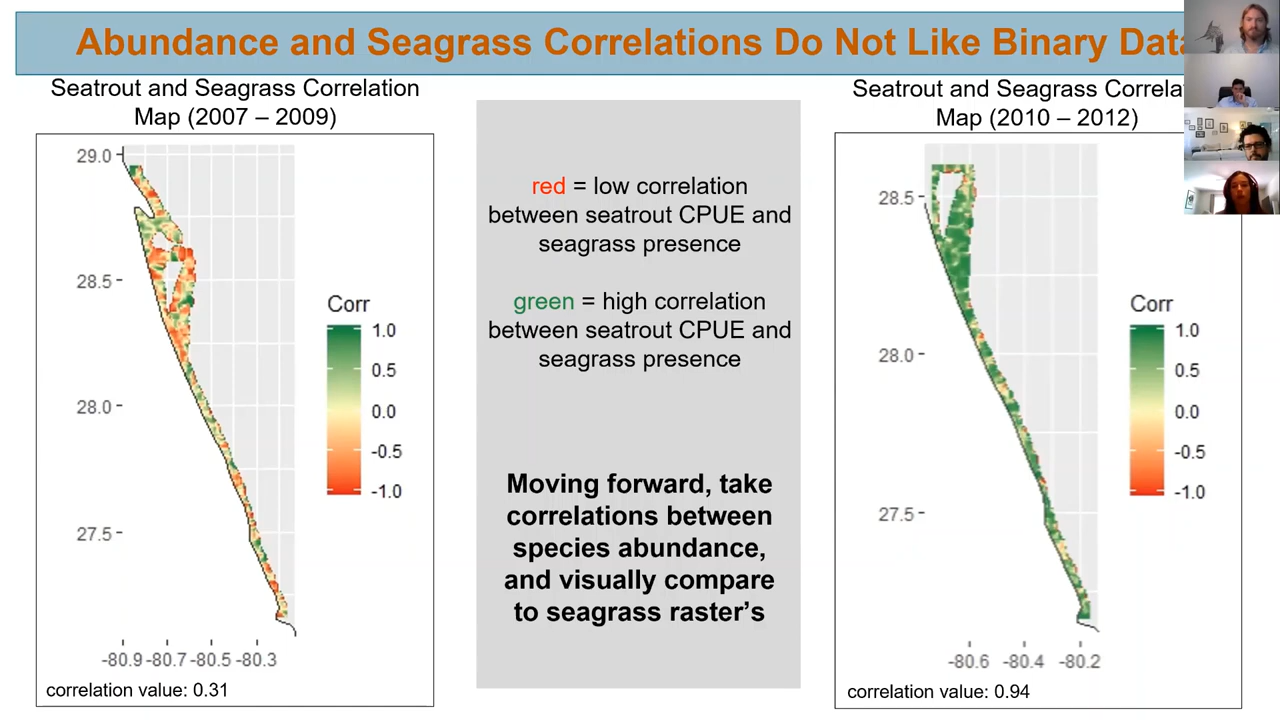 Abundance and Seagrass Correlations Do Not Like Binary Data
Seatrout and Seagrass Correlation
Map (2007 – 2009)
29.0
28.5
28.0
27.5
-80.9 -80.7 -80.5 -80.3
Corr
1.0
0.5
0.0
-0.5
-1.0
correlation value: 0.31
red = low correlation
between seatrout CPUE and
seagrass presence
green = high correlation
between seatrout CPUE and
seagrass presence
Moving forward, take
correlations between
species abundance,
and visually compare
to seagrass raster’s
Seatrout and Seagrass Correla
Map (2010 – 2012)
28.5
28.0
27.5
-80.6 -80.4 -80.2
Corr
1.0
0.5
0.0
-0.5
-1.0
correlation value: 0.94